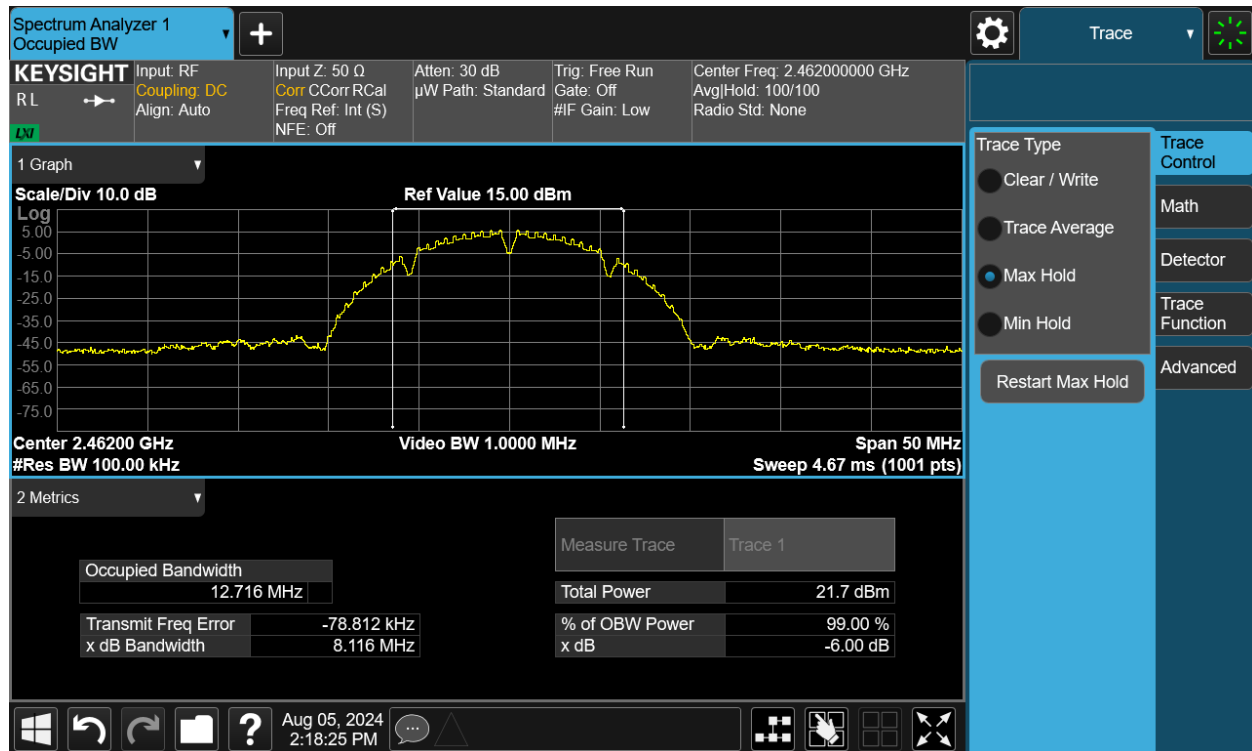 Spectrum Analyzer 1
Occupied BW
+
Trace
KEYSIGHT
R L
LXI
Input: RF
Coupling: DC
Align: Auto
Input Z: 50 Ω
Corr CCorr RCal
Freq Ref: Int (S)
NFE: Off
Atten: 30 dB
µW Path: Standard
Trig: Free Run
Gate: Off
#IF Gain: Low
Center Freq: 2.462000000 GHz
Avg|Hold: 100/100
Radio Std: None
1 Graph
Scale/Div 10.0 dB
Ref Value 15.00 dBm
Log
5.00
-5.00
-15.0
-25.0
-35.0
-45.0
-55.0
-65.0
-75.0
Center 2.46200 GHz
Video BW 1.0000 MHz
Span 50 MHz
#Res BW 100.00 kHz
Sweep 4.67 ms (1001 pts)
2 Metrics
Measure Trace
Trace 1
Occupied Bandwidth
12.716 MHz
Total Power
21.7 dBm
Transmit Freq Error
-78.812 kHz
% of OBW Power
99.00 %
x dB Bandwidth
8.116 MHz
x dB
-6.00 dB
Trace Type
Clear / Write
Trace Average
Max Hold
Min Hold
Restart Max Hold
Trace
Control
Math
Detector
Trace
Function
Advanced
?
Aug 05, 2024
2:18:25 PM